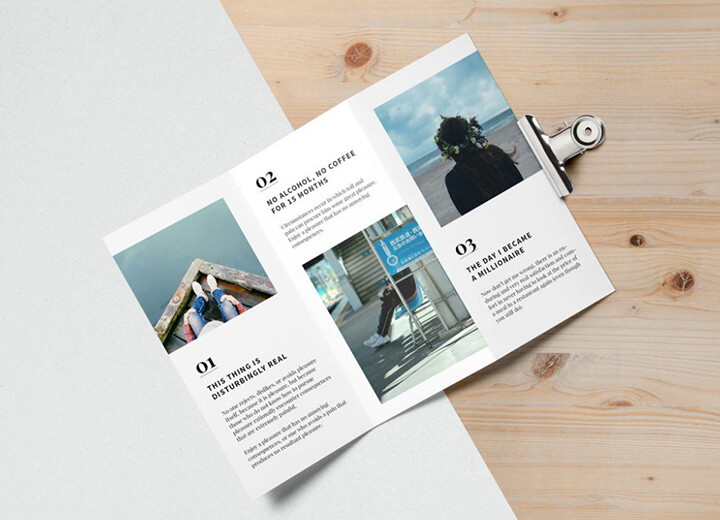 01
THIS THING IS
DISTURBINGLY REAL
No one rejects, dislikes, or avoids pleasure
itself, because it is pleasure, but because
those who do not know how to pursue
pleasure rationally encounter consequences
that are extremely painful.
Enjoy a pleasure that has no annoying
consequences, or one who avoids a pain that
produces no resultant pleasure.
02
NO ALCOHOL, NO COFFEE
FOR 15 MONTHS
Circumstances occur in which toil and
pain can procure him some great pleasure.
Enjoy a pleasure that has no annoying
consequences.
03
THE DAY I BECAME
A MILLIONAIRE
Now don't get me wrong, there is an en-
during and very real satisfaction and com-
fort in never having to look at the price of
a meal in a restaurant again (even though
you still do).